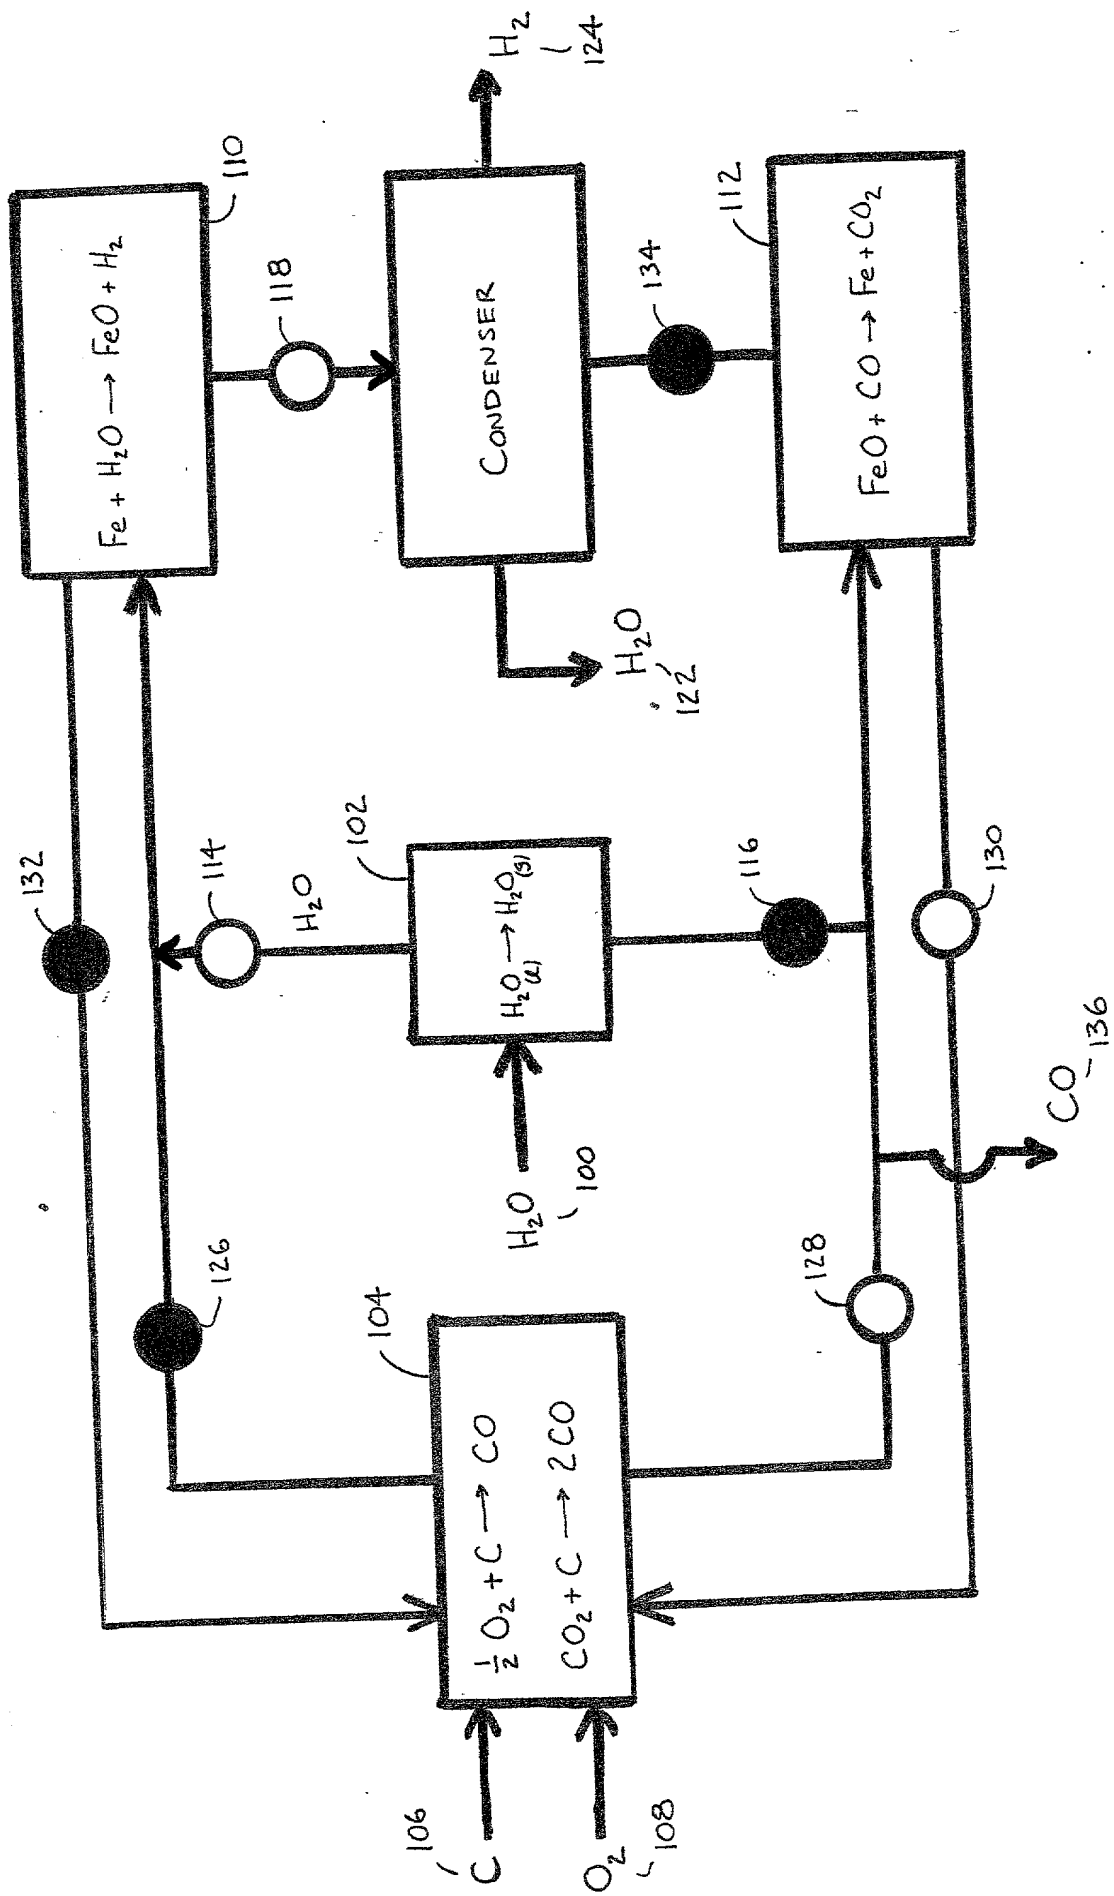 132
Fe + H₂O → FeO + H₂
110
126
114
118
H₂O
104
102
106
C
½ O₂ + C → CO
CO₂ + C → 2CO
H₂O
100
H₂O(ℓ) → H₂O(g)
CONDENSER
H₂
124
O₂
108
H₂O
122
134
128
116
112
FeO + CO → Fe + CO₂
130
CO
136